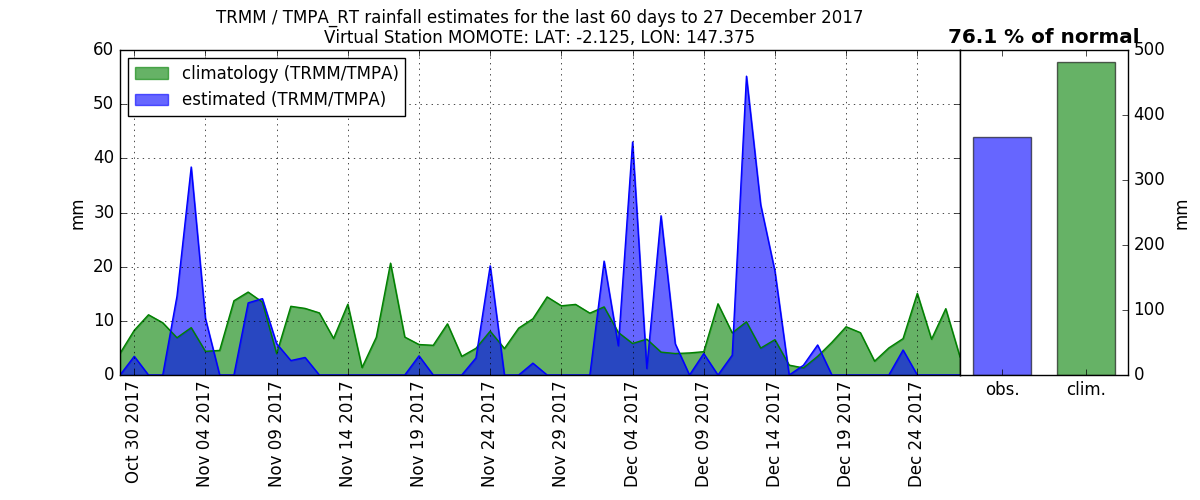 TRMM / TMPA_RT rainfall estimates for the last 60 days to 27 December 2017
Virtual Station MOMOTE: LAT: -2.125, LON: 147.375
76.1 % of normal
climatology (TRMM/TMPA)
estimated (TRMM/TMPA)
mm
60
50
40
30
20
10
0
Oct 30 2017
Nov 04 2017
Nov 09 2017
Nov 14 2017
Nov 19 2017
Nov 24 2017
Nov 29 2017
Dec 04 2017
Dec 09 2017
Dec 14 2017
Dec 19 2017
Dec 24 2017
obs.
clim.
500
400
300
200
100
0
mm